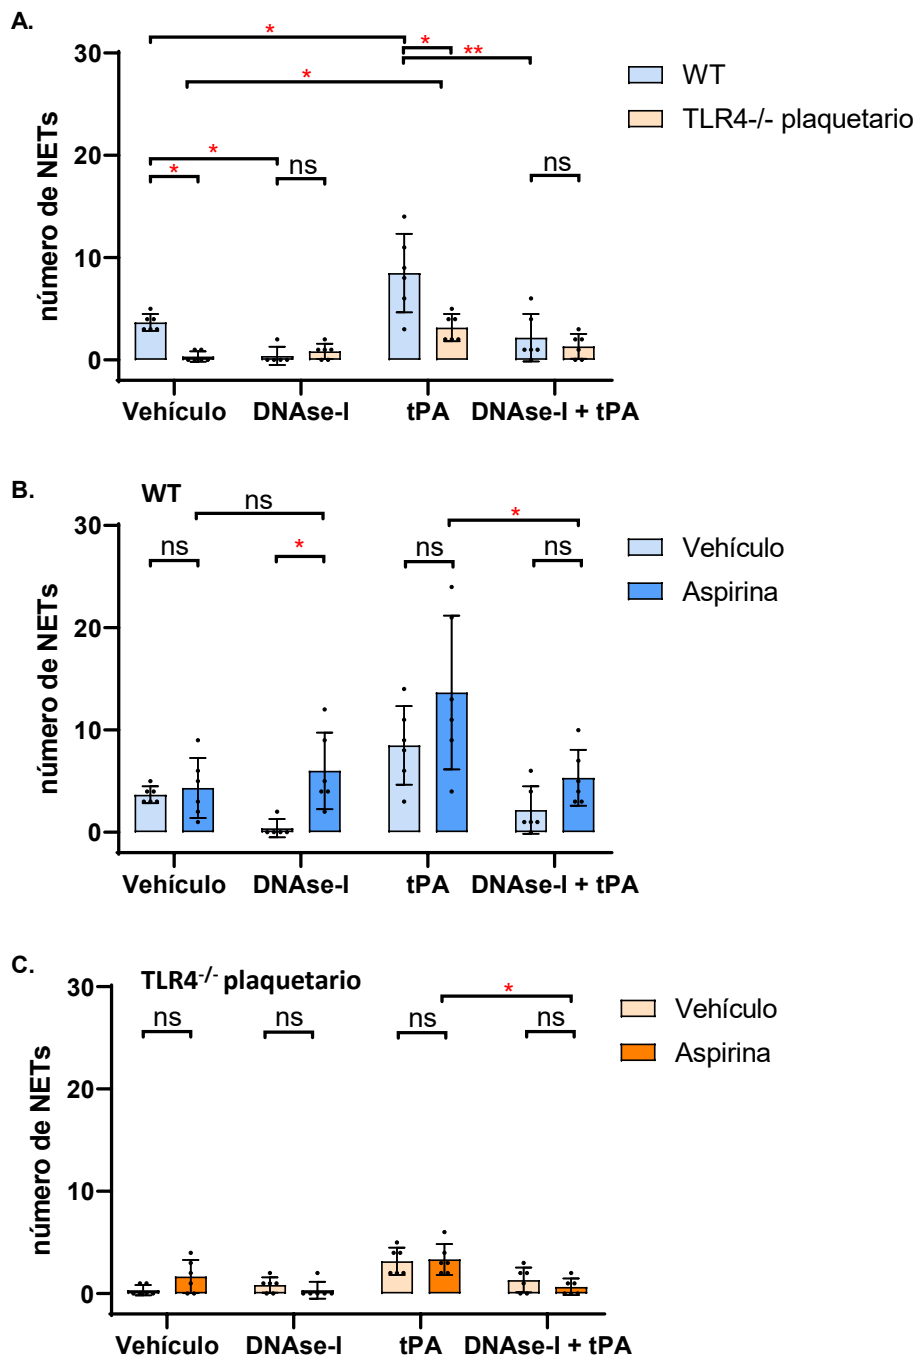 A.
* * **
30
WT
*
TLR4-/- plaquetario
20
* ns ns
*
número de NETs
10
0
Vehículo DNAse-I tPA DNAse-I + tPA
B.
WT
ns *
30
Vehículo
ns * ns ns
Aspirina
20
número de NETs
10
0
Vehículo DNAse-I tPA DNAse-I + tPA
C.
TLR4-/- plaquetario
*
30
Vehículo
ns ns ns ns
Aspirina
20
número de NETs
10
0
Vehículo DNAse-I tPA DNAse-I + tPA